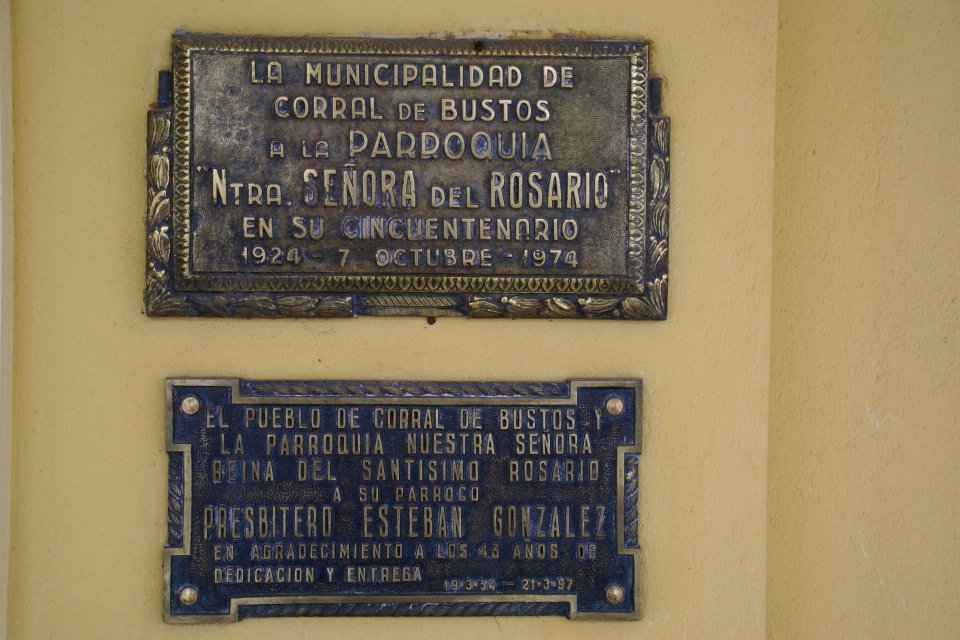 LA MUNICIPALIDAD DE
CORRAL DE BUSTOS
A LA PARROQUIA
"NTRA. SEÑORA DEL ROSARIO"
EN SU CINCUENTENARIO
1924 - 7 OCTUBRE - 1974
EL PUEBLO DE CORRAL DE BUSTOS Y
LA PARROQUIA NUESTRA SEÑORA
REINA DEL SANTISIMO ROSARIO
A SU PARROCO
PRESBITERO ESTEBAN GONZALEZ
EN AGRADECIMIENTO A LOS 43 AÑOS DE
DEDICACION Y ENTREGA 19-3-54 - 21-3-97